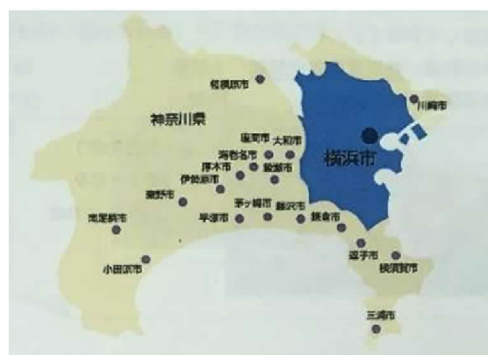 相模原市
川崎市
神奈川県
座間市
大和市
横浜市
海老名市
綾瀬市
厚木市
伊勢原市
秦野市
茅ヶ崎市
藤沢市
鎌倉市
平塚市
南足柄市
逗子市
横須賀市
小田原市
三浦市